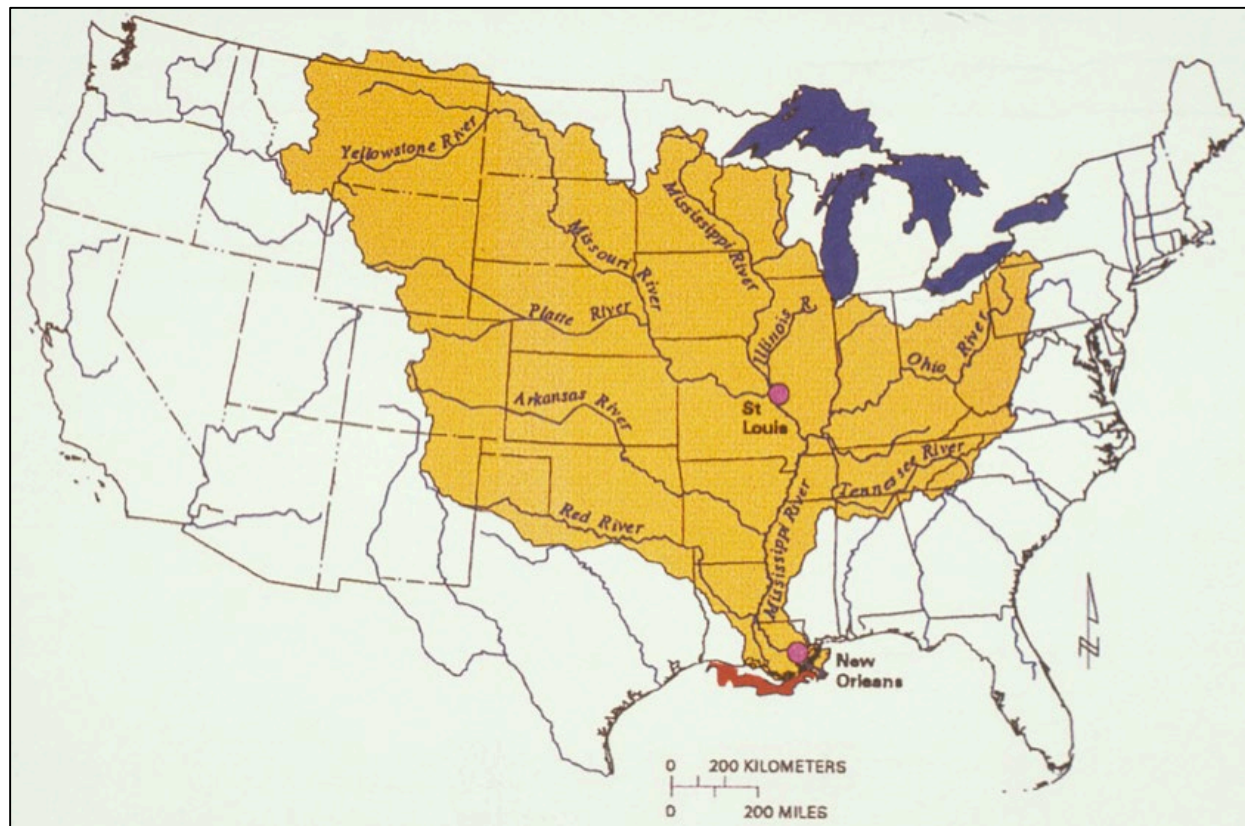 Yellowstone River
Mississippi River
Missouri River
Platte River
Illinois R.
Ohio River
Arkansas River
St
Louis
Tennessee River
Red River
Mississippi River
New
Orleans
N
0 200 KILOMETERS
0 200 MILES